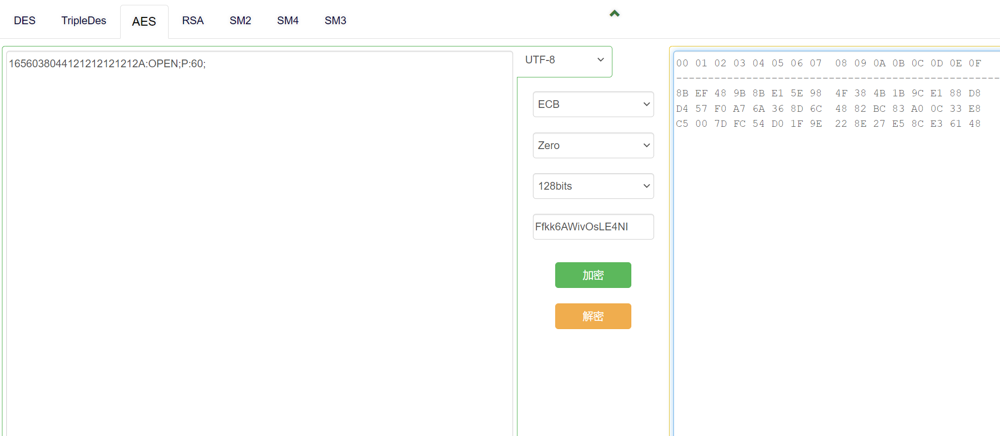 DES TripleDes AES RSA SM2 SM4 SM3
1656038044121212121212A:OPEN;P:60;
UTF-8
ECB
Zero
128bits
Ffkk6AWivOsLE4NI
加密
解密
00 01 02 03 04 05 06 07 08 09 0A 0B 0C 0D 0E 0F
---------------------------------------------------
8B EF 48 9B 8B E1 5E 98 4F 38 4B 1B 9C E1 88 D8
D4 57 F0 A7 6A 36 8D 6C 48 82 BC 83 A0 0C 33 E8
C5 00 7D FC 54 D0 1F 9E 22 8E 27 E5 8C E3 61 48